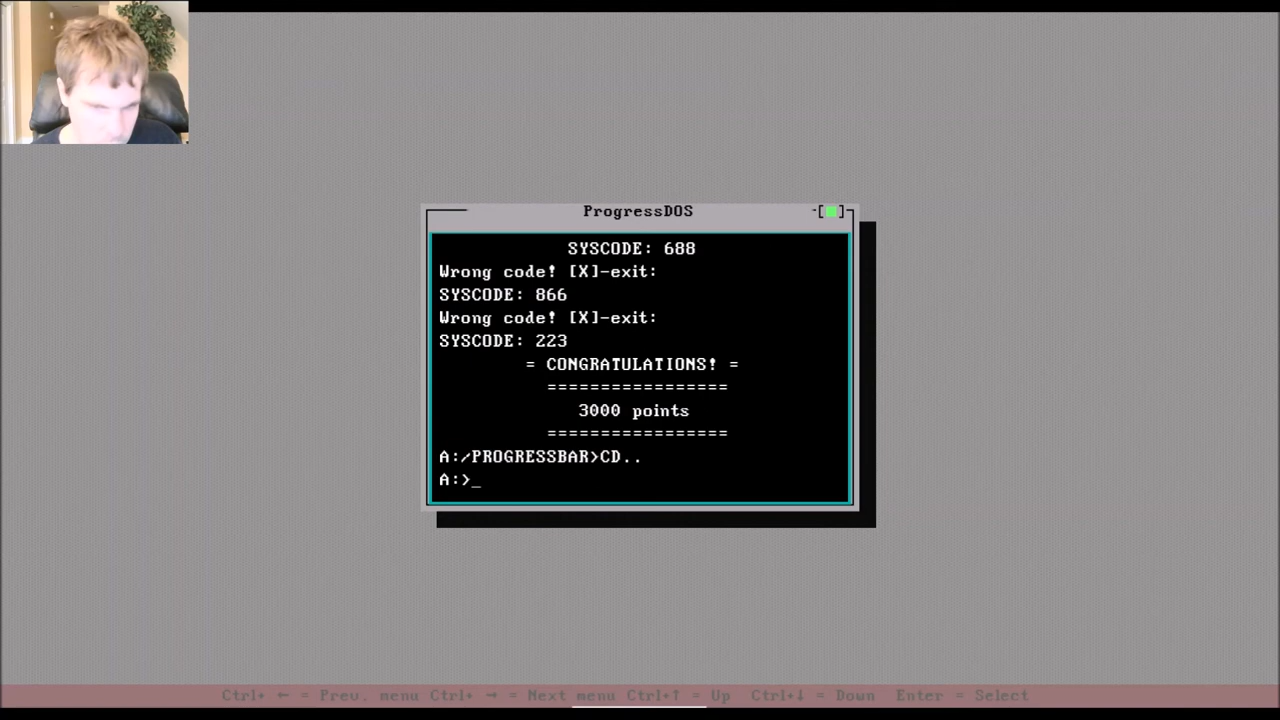 ProgressDOS
[■]
SYSCODE: 688
Wrong code! [X]-exit:
SYSCODE: 866
Wrong code! [X]-exit:
SYSCODE: 223
= CONGRATULATIONS! =
=================
3000 points
=================
A:/PROGRESSBAR>CD..
A:>_
Ctrl+ ← = Prev. menu Ctrl+ → = Next menu Ctrl+↑ = Up Ctrl+↓ = Down Enter = Select